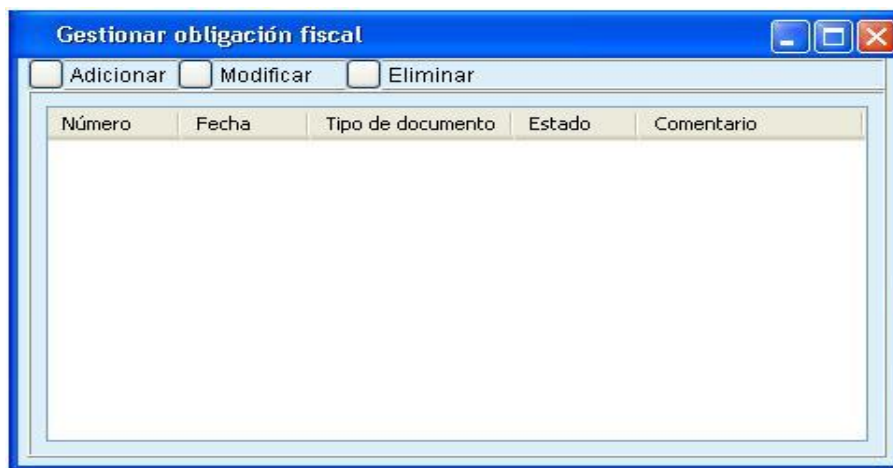 Gestionar obligación fiscal
Adicionar Modificar Eliminar
Número Fecha Tipo de documento Estado Comentario